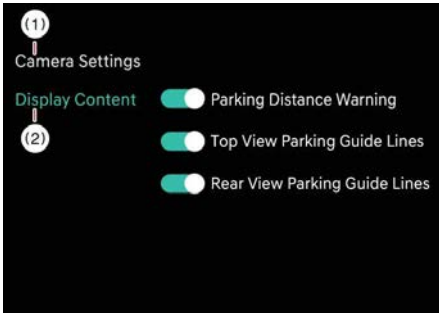 (1)
Camera Settings
Display Content
Parking Distance Warning
(2)
Top View Parking Guide Lines
Rear View Parking Guide Lines